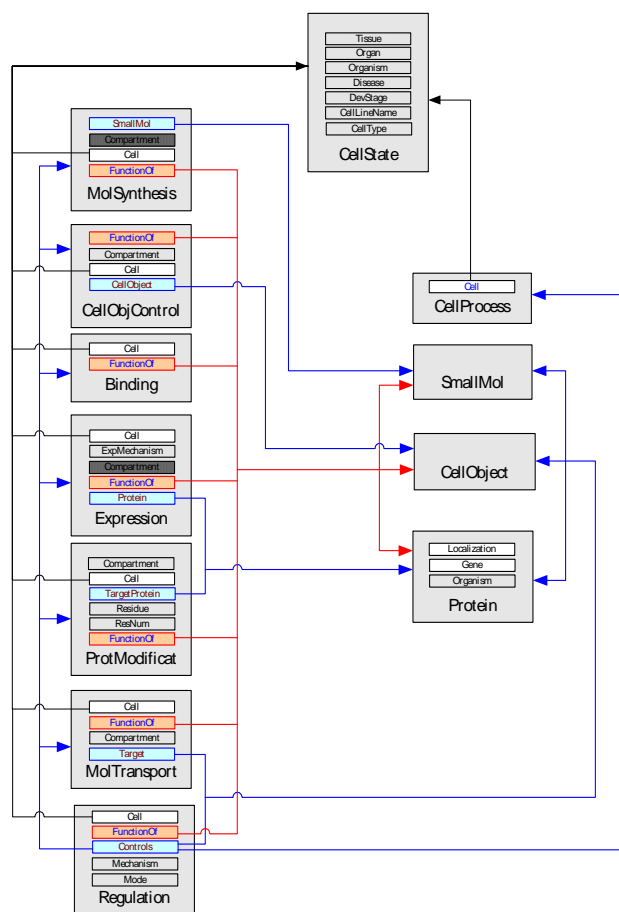 Tissue
Organ
Organism
Disease
DevStage
CellLineName
CellType
CellState
SmallMol
Compartment
Cell
FunctionOf
MolSynthesis
FunctionOf
Compartment
Cell
CellObject
CellObjControl
Cell
CellProcess
Cell
FunctionOf
Binding
SmallMol
Cell
ExpMechanism
Compartment
FunctionOf
Protein
Expression
CellObject
Localization
Gene
Organism
Protein
Compartment
Cell
TargetProtein
Residue
ResNum
FunctionOf
ProtModificat
Cell
FunctionOf
Compartment
Target
MolTransport
Cell
FunctionOf
Controls
Mechanism
Mode
Regulation